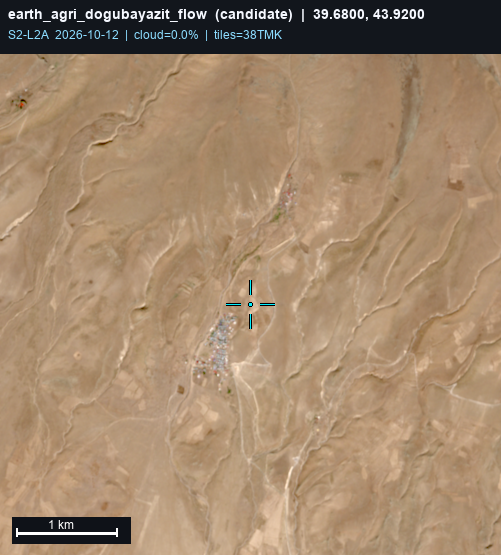 earth_agri_dogubayazit_flow (candidate) | 39.6800, 43.9200
S2-L2A 2026-10-12 | cloud=0.0% | tiles=38TMK
1 km